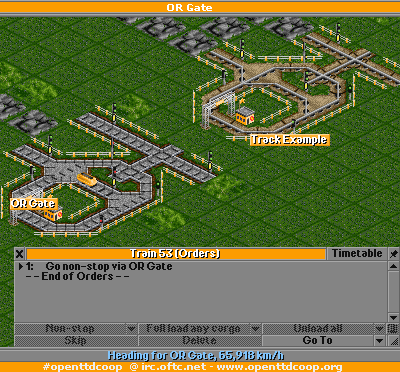 OR Gate
Track Example
OR Gate
x Train 53 (Orders) Timetable
1: Go non-stop via OR Gate
- - End of Orders - -
Non-stop Full load any cargo Unload all
Skip Delete Go To
Heading for OR Gate, 65,918 km/h
#openttdcoop @ irc.oftc.net - www.openttdcoop.org